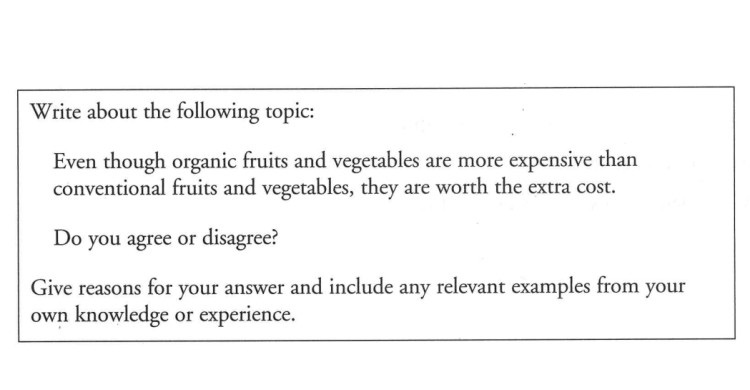 Write about the following topic:
Even though organic fruits and vegetables are more expensive than
conventional fruits and vegetables, they are worth the extra cost.
Do you agree or disagree?
Give reasons for your answer and include any relevant examples from your
own knowledge or experience.